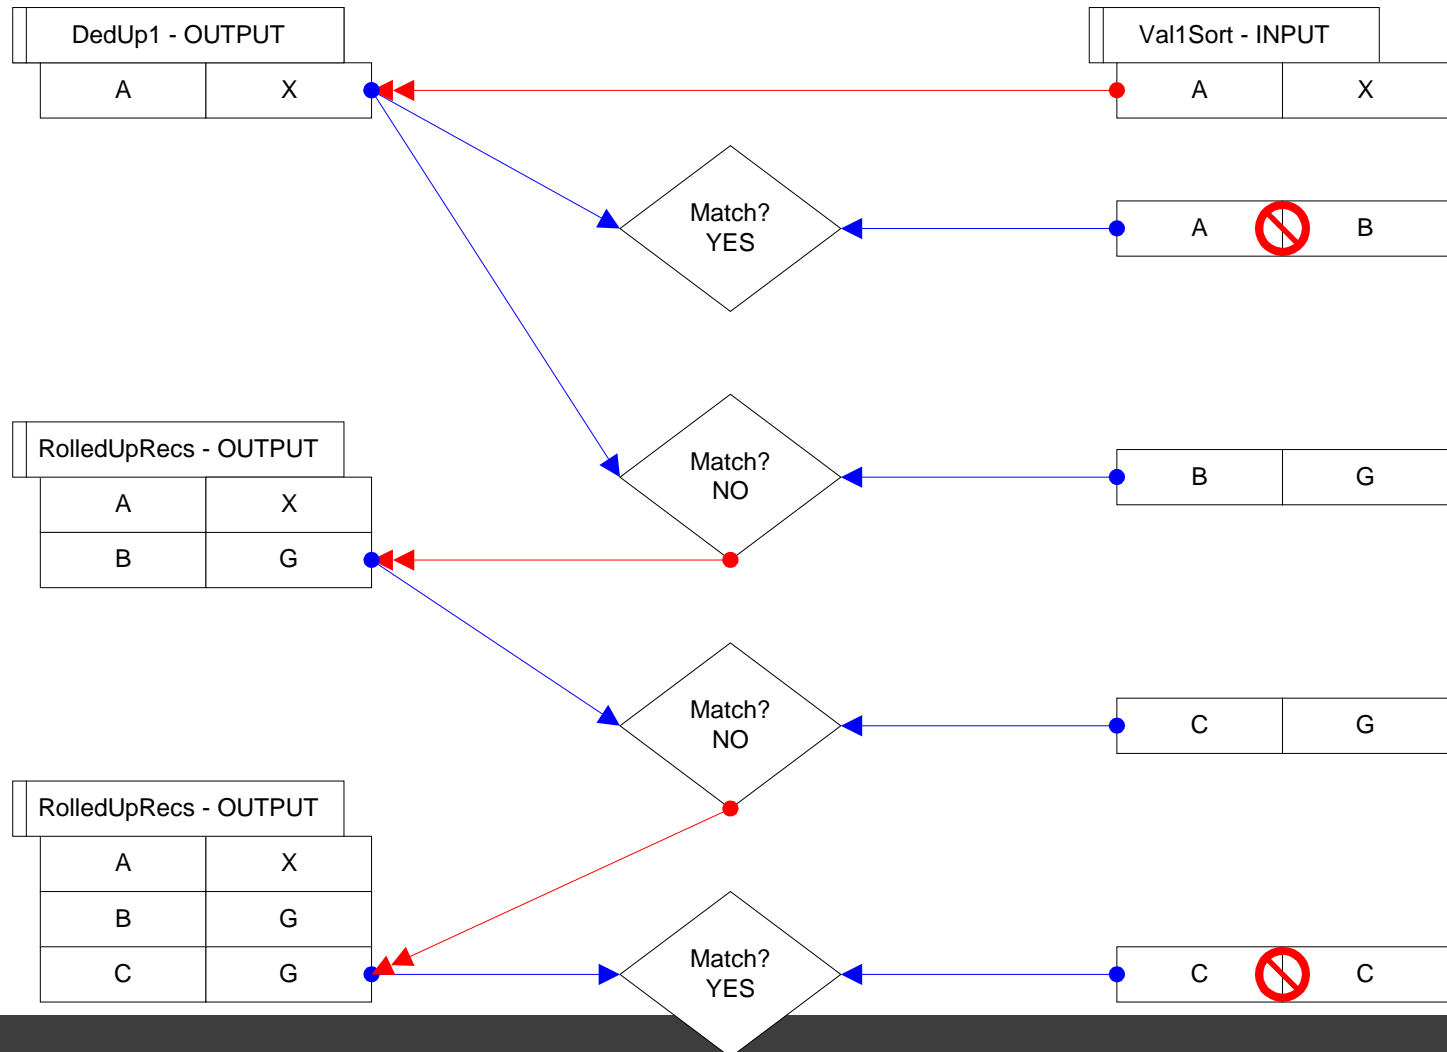 DedUp1 - OUTPUT
Val1Sort - INPUT
A X
A X
Match?
YES
A B
RolledUpRecs - OUTPUT
Match?
NO
B G
A X
B G
Match?
NO
C G
RolledUpRecs - OUTPUT
A X
B G
C G
Match?
YES
C C